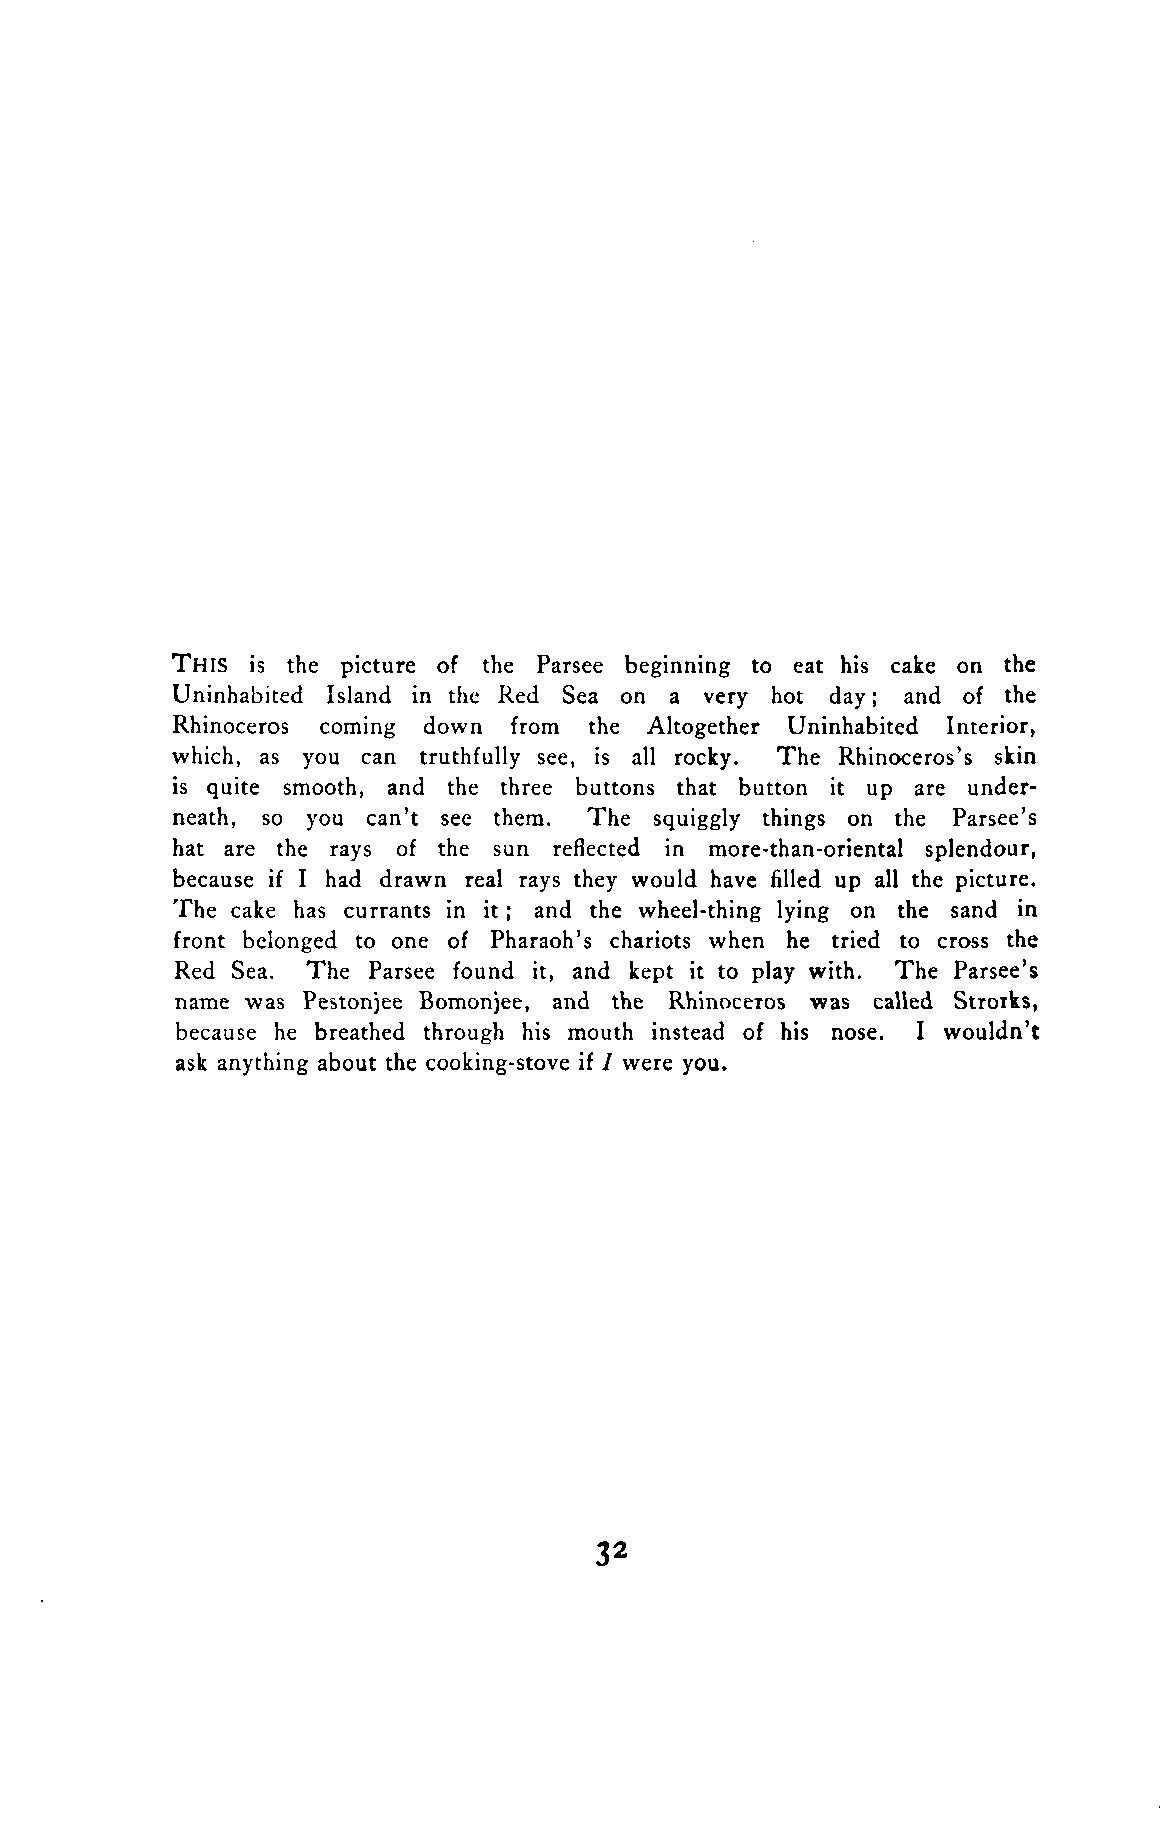 THIS is the picture of the Parsee beginning to eat his cake on the
Uninhabited Island in the Red Sea on a very hot day; and of the
Rhinoceros coming down from the Altogether Uninhabited Interior,
which, as you can truthfully see, is all rocky. The Rhinoceros's skin
is quite smooth, and the three buttons that button it up are under-
neath, so you can't see them. The squiggly things on the Parsee's
hat are the rays of the sun reflected in more-than-oriental splendour,
because if I had drawn real rays they would have filled up all the picture.
The cake has currants in it; and the wheel-thing lying on the sand in
front belonged to one of Pharaoh's chariots when he tried to cross the
Red Sea. The Parsee found it, and kept it to play with. The Parsee's
name was Pestonjee Bomonjee, and the Rhinoceros was called Strorks,
because he breathed through his mouth instead of his nose. I wouldn't
ask anything about the cooking-stove if I were you.
32